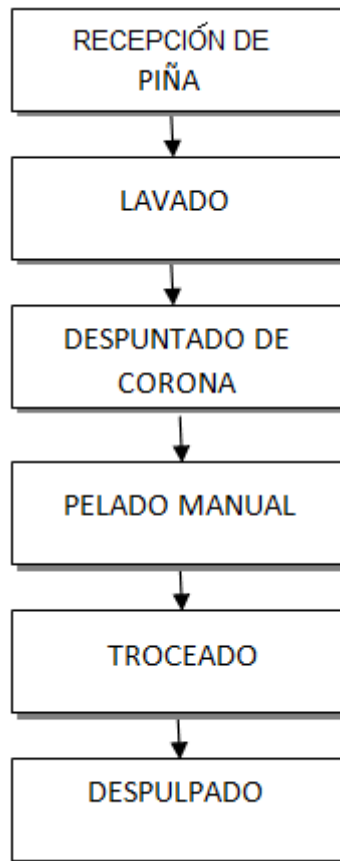 RECEPCIÓN DE
PIÑA
LAVADO
DESPUNTADO DE
CORONA
PELADO MANUAL
TROCEADO
DESPULPADO